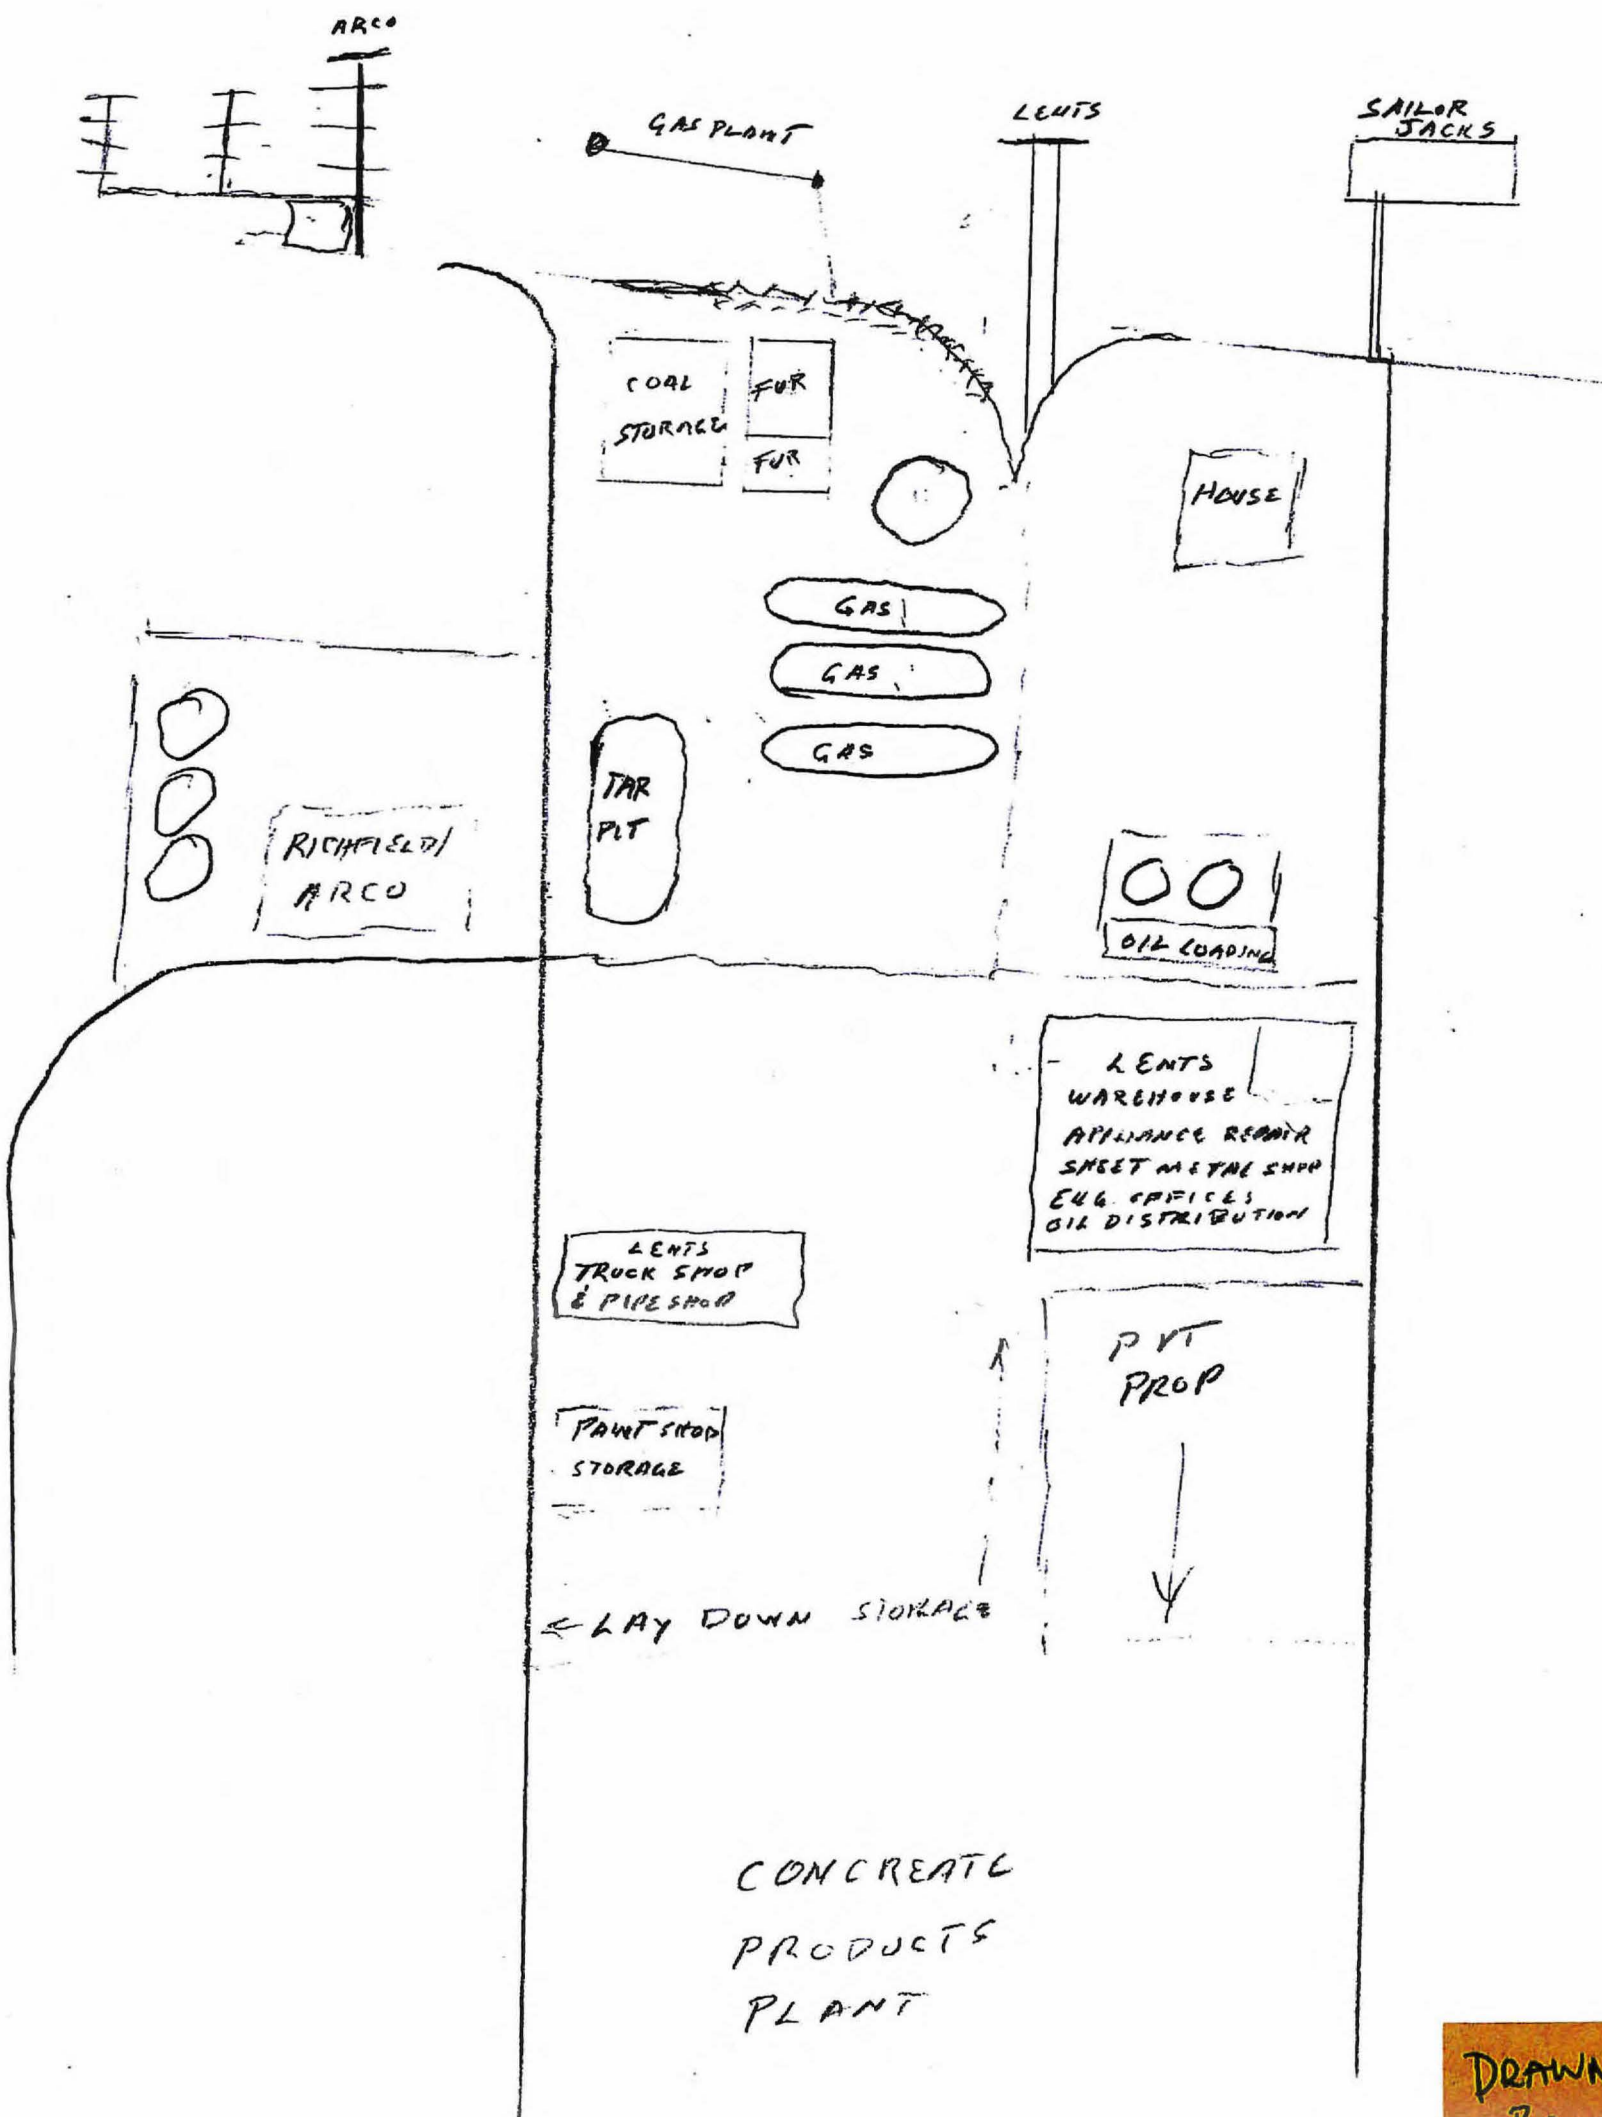 ARCO
GAS PLANT
LENTS
SAILOR
JACKS
COAL
STORAGE
FUR
FUR
HOUSE
GAS
GAS
GAS
TAR
PIT
RICHFIELD/
ARCO
OIL LOADING
LENTS
WAREHOUSE
APPLIANCE REPAIR
SHEET METAL SHOP
ENG. OFFICES
OIL DISTRIBUTION
LENTS
TRUCK SHOP
& PIPE SHOP
PVT
PROP
PAINT SHOP
STORAGE
← LAY DOWN STORAGE
CONCREATE
PRODUCTS
PLANT
DRAWN